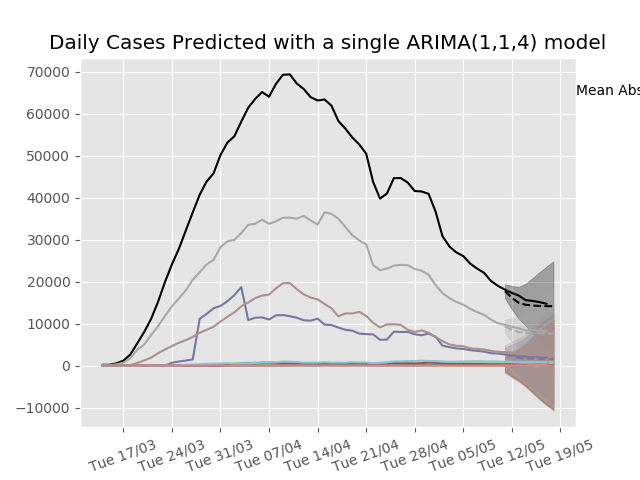 Daily Cases Predicted with a single ARIMA(1,1,4) model
70000
60000
50000
40000
30000
20000
10000
0
−10000
Mean Abs
Tue 17/03
Tue 24/03
Tue 31/03
Tue 07/04
Tue 14/04
Tue 21/04
Tue 28/04
Tue 05/05
Tue 12/05
Tue 19/05